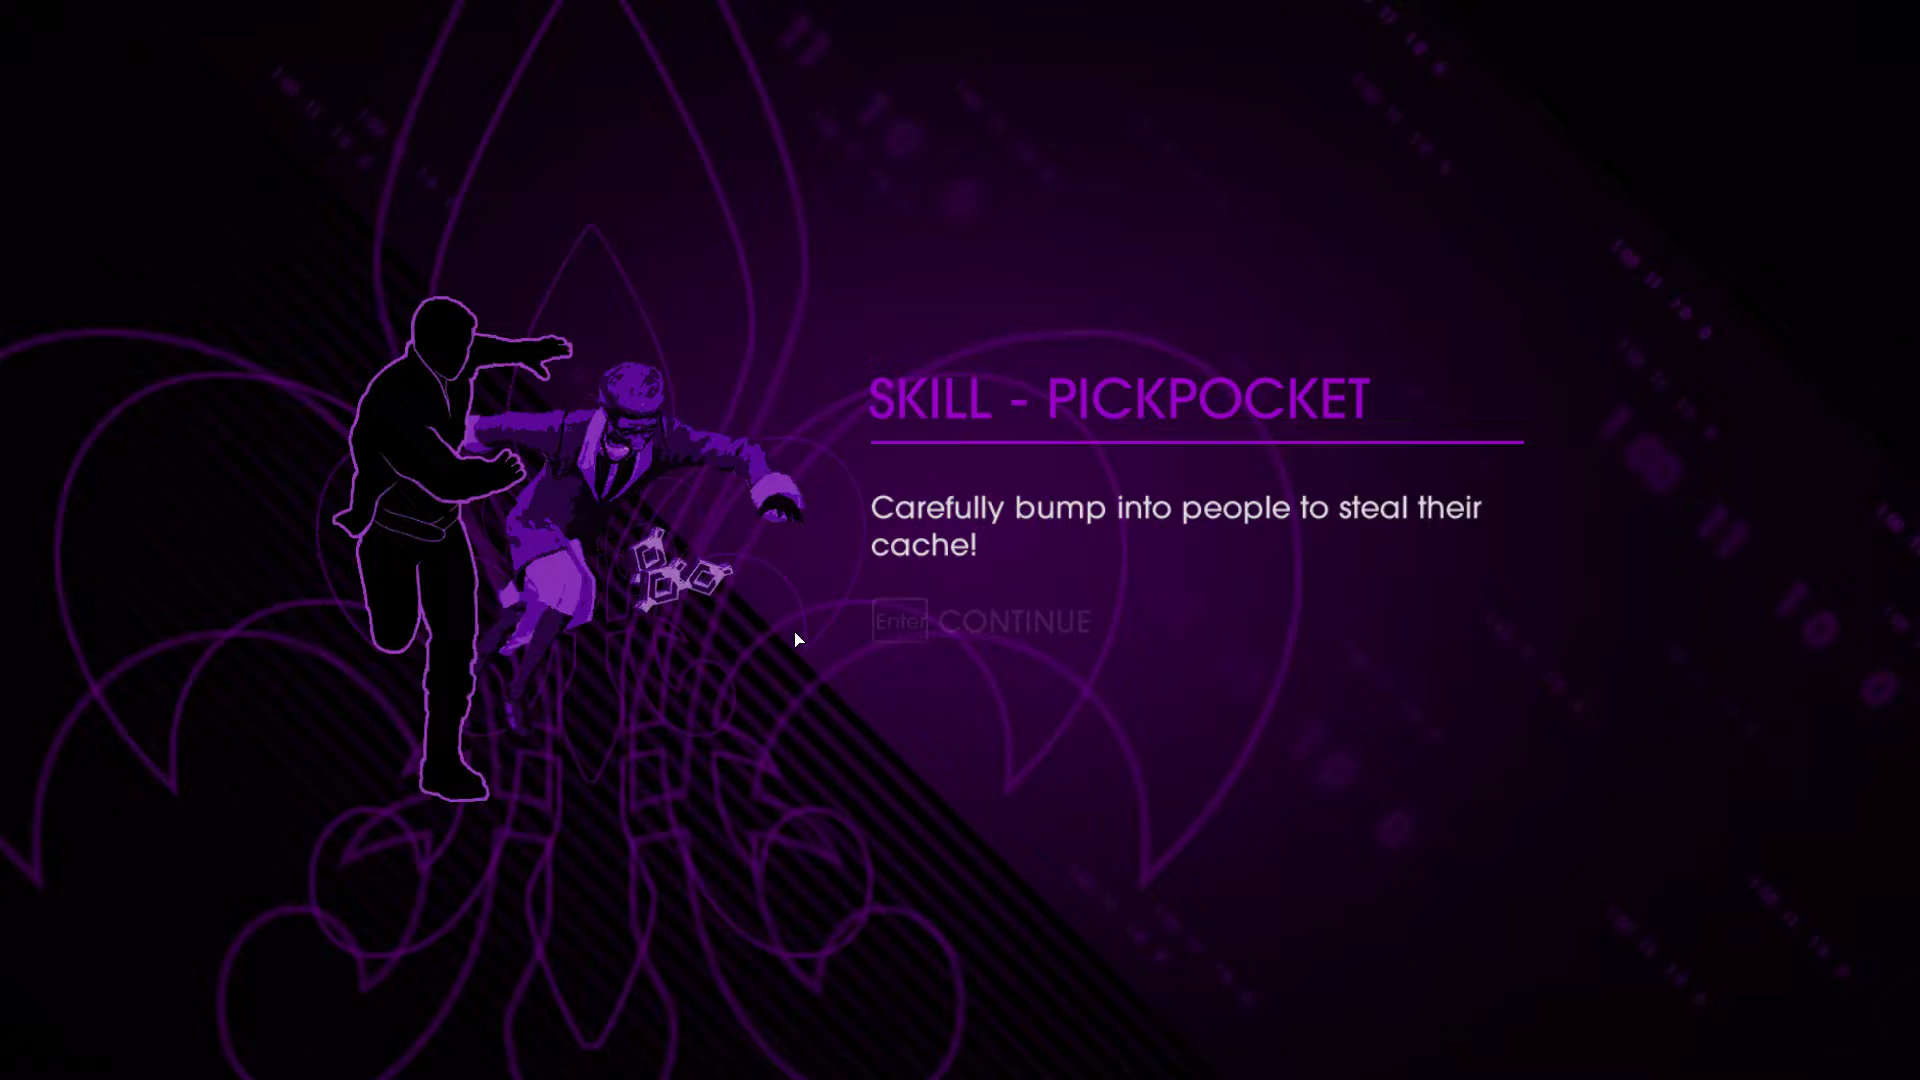 SKILL - PICKPOCKET
Carefully bump into people to steal their
cache!
Enter CONTINUE